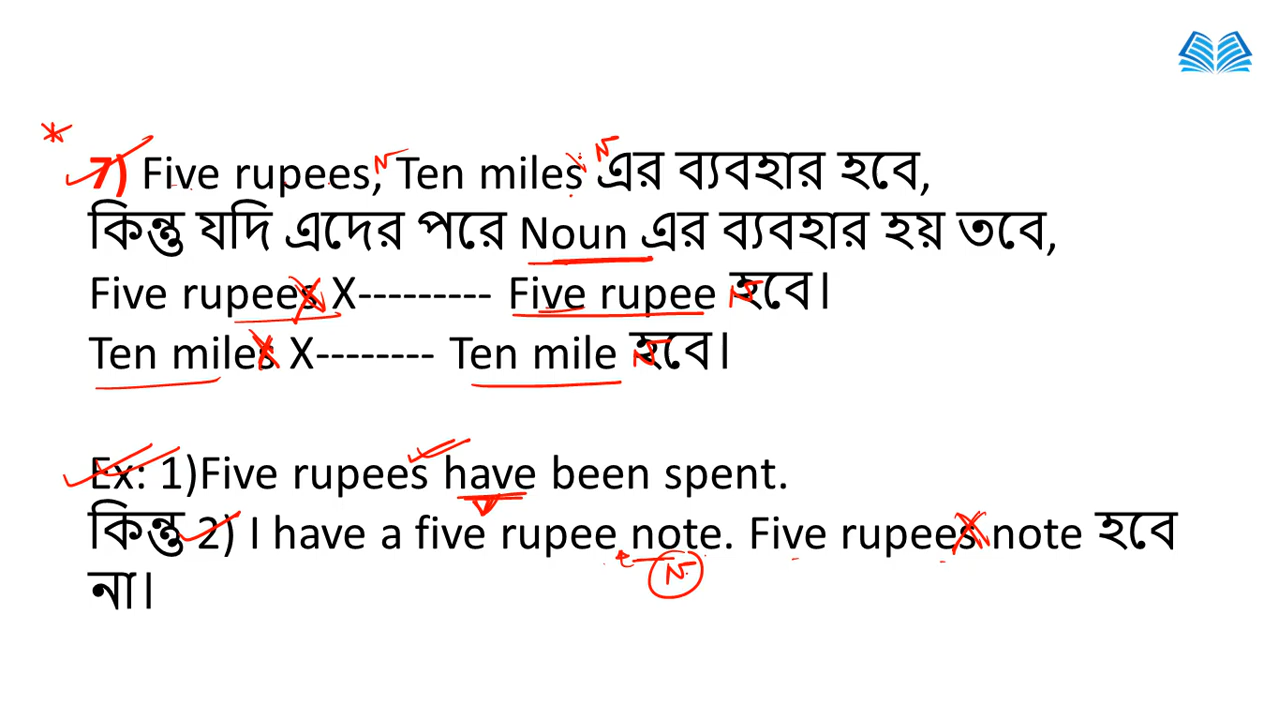 7) Five rupees, Ten miles এর ব্যবহার হবে,
কিন্তু যদি এদের পরে Noun এর ব্যবহার হয় তবে,
Five rupees X--------- Five rupee হবে।
Ten miles X-------- Ten mile হবে।
Ex: 1)Five rupees have been spent.
কিন্তু 2) I have a five rupee note. Five rupees note হবে
না।
N